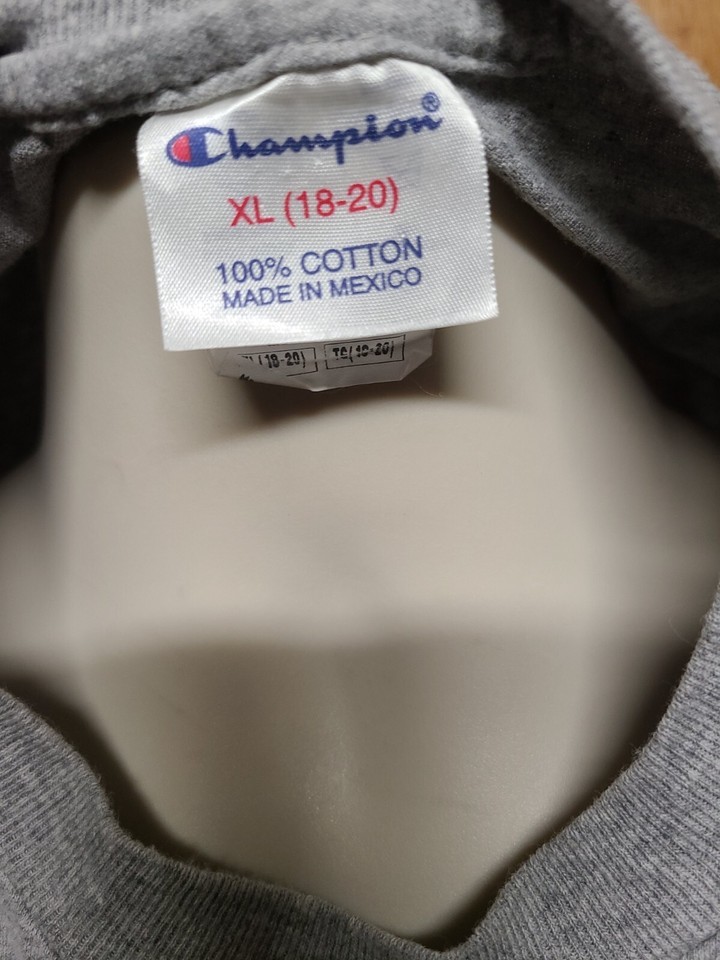 Champion®
XL (18-20)
100% COTTON
MADE IN MEXICO
(18-20) TG(18-20)